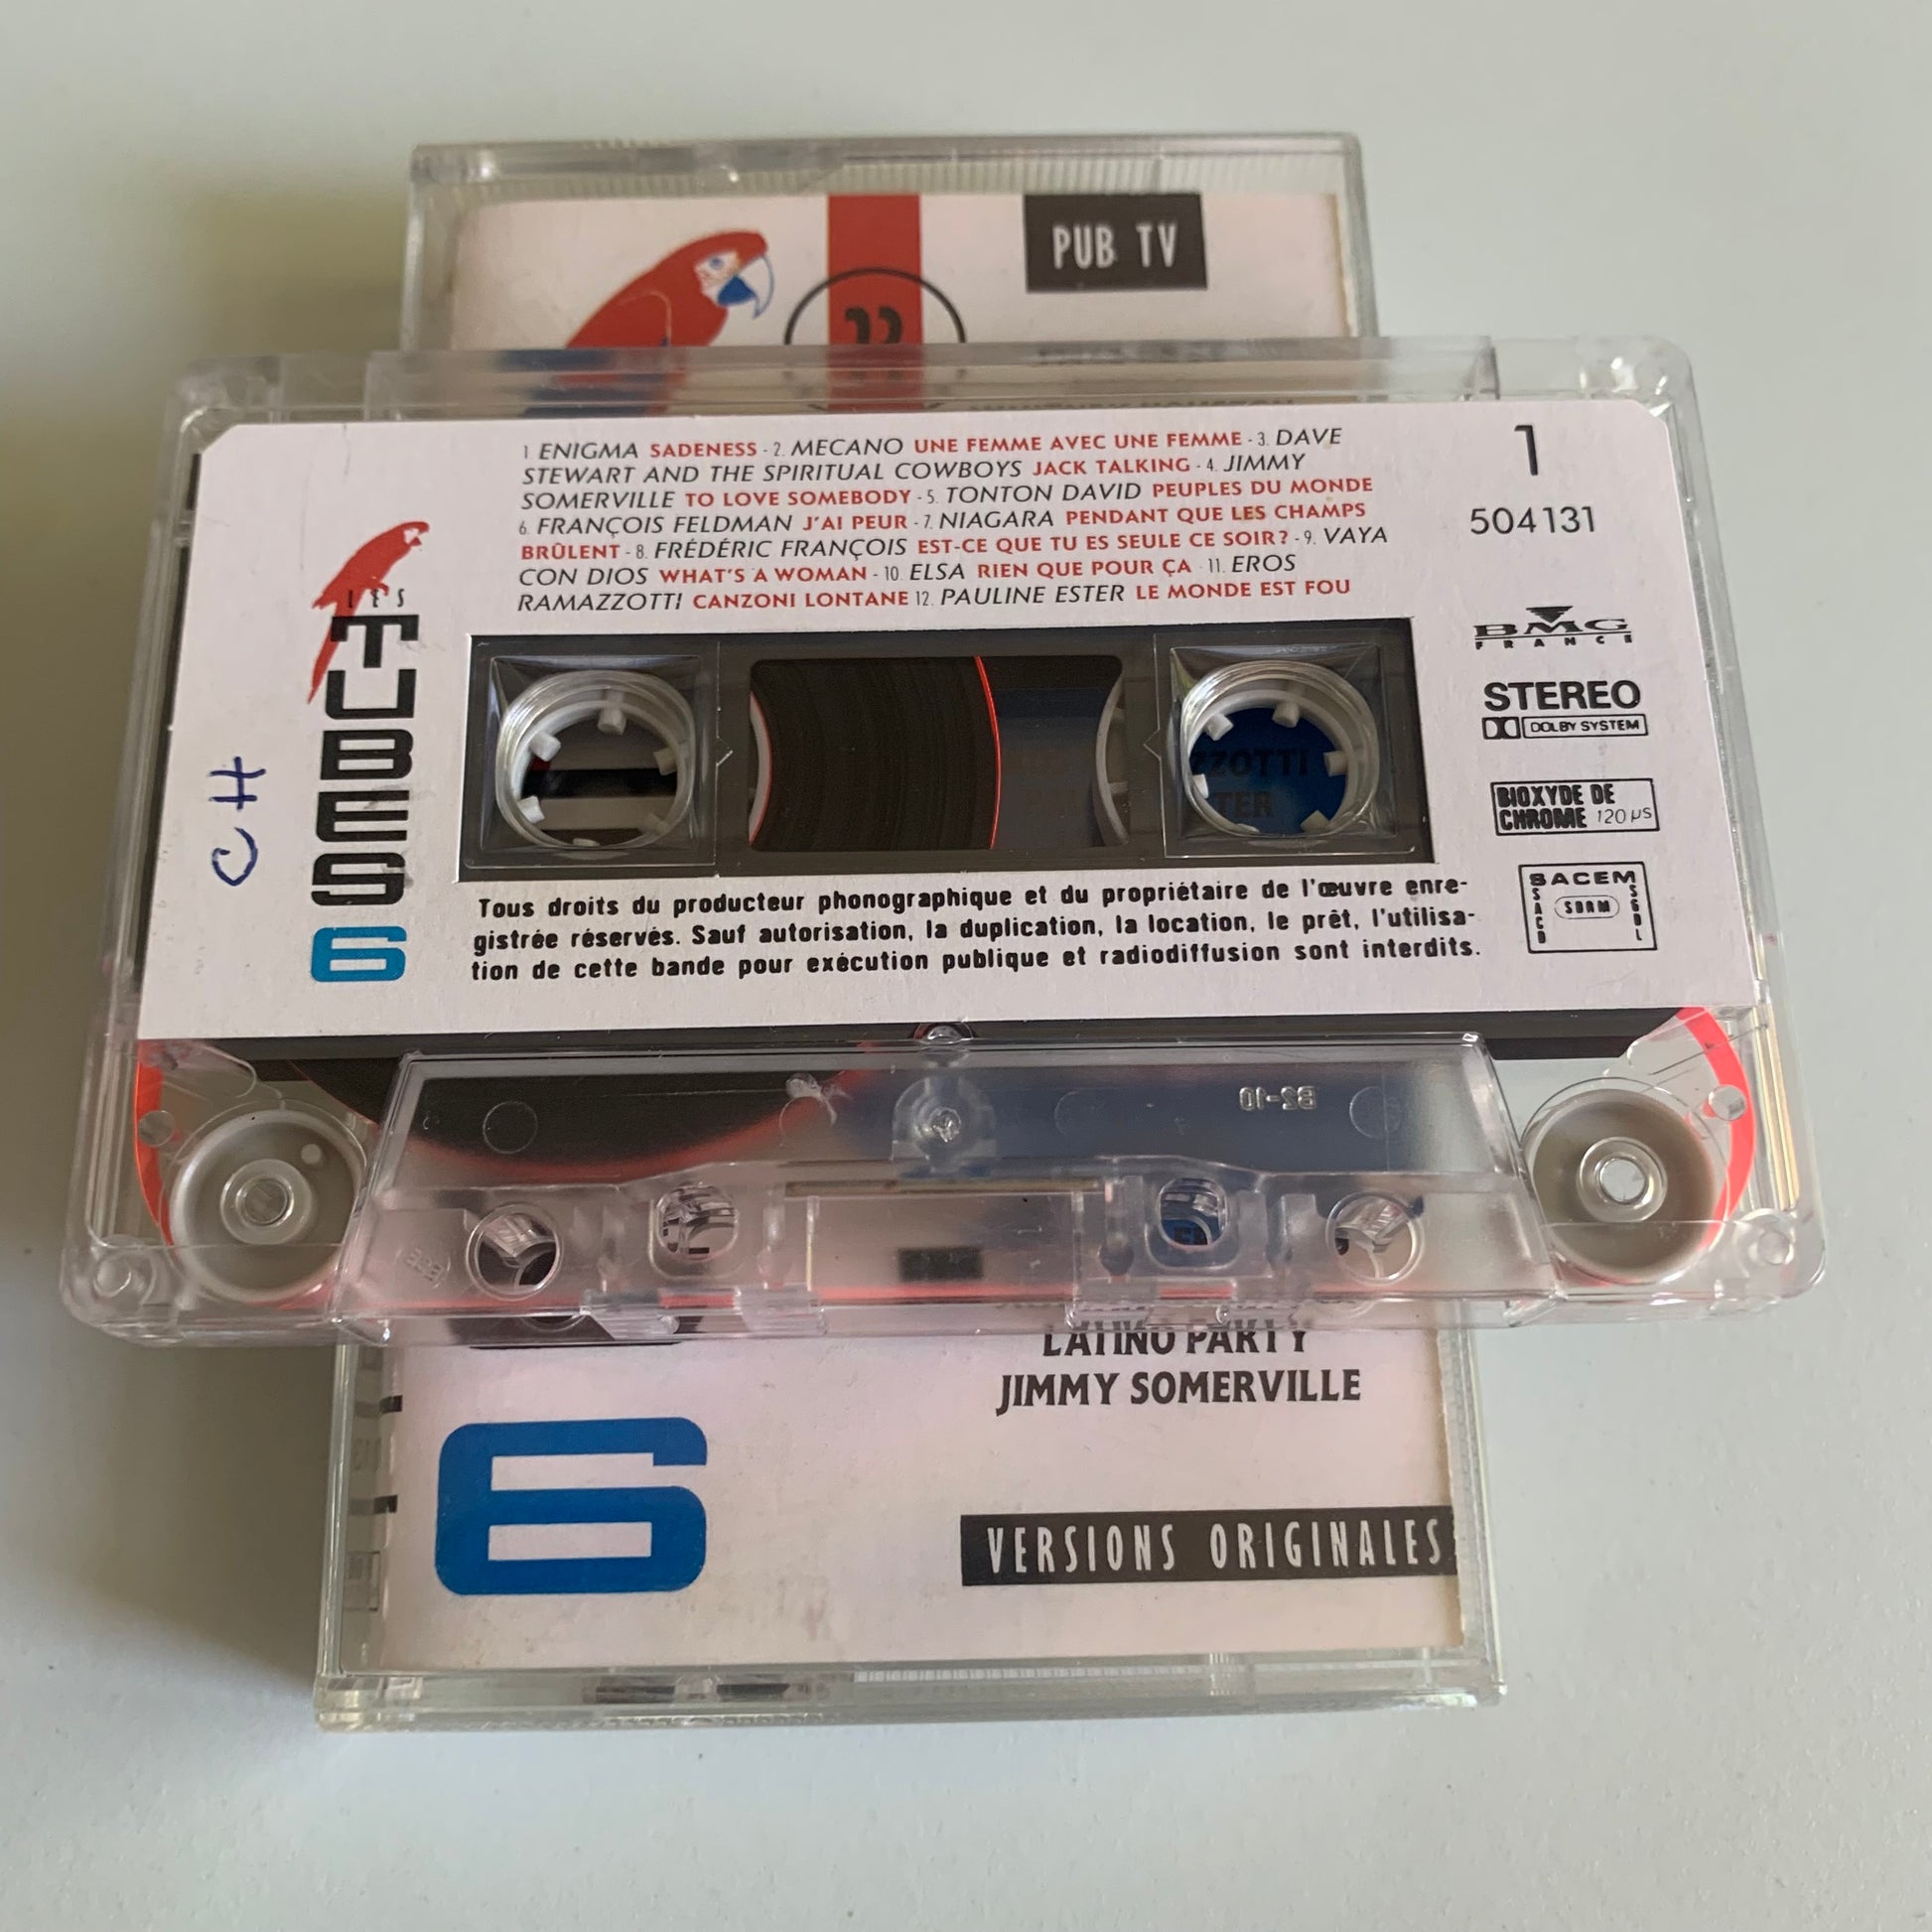 PUB TV
1. ENIGMA SADENESS - 2. MECANO UNE FEMME AVEC UNE FEMME - 3. DAVE
STEWART AND THE SPIRITUAL COWBOYS JACK TALKING - 4. JIMMY
SOMERVILLE TO LOVE SOMEBODY - 5. TONTON DAVID PEUPLES DU MONDE
6. FRANÇOIS FELDMAN J'AI PEUR - 7. NIAGARA PENDANT QUE LES CHAMPS
BRÛLENT - 8. FRÉDÉRIC FRANÇOIS EST-CE QUE TU ES SEULE CE SOIR? - 9. VAYA
CON DIOS WHAT'S A WOMAN - 10. ELSA RIEN QUE POUR ÇA 11. EROS
RAMAZZOTTI CANZONI LONTANE 12. PAULINE ESTER LE MONDE EST FOU
1
504131
BMG
FRANCE
STEREO
DOLBY SYSTEM
BIOXYDE DE
CHROME 120 µs
SACEM
SACD
SDRM
SGDL
LES
TUBES
6
CH
Tous droits du producteur phonographique et du propriétaire de l'œuvre enre-
gistrée réservés. Sauf autorisation, la duplication, la location, le prêt, l'utilisa-
tion de cette bande pour exécution publique et radiodiffusion sont interdits.
LATINO PARTY
JIMMY SOMERVILLE
6
VERSIONS ORIGINALES